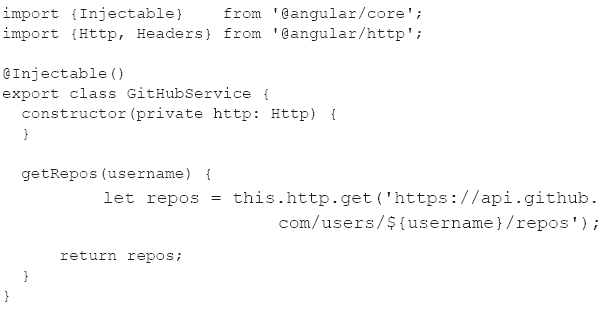 import {Injectable}    from '@angular/core';
import {Http, Headers} from '@angular/http';
@Injectable()
export class GitHubService {
constructor(private http: Http) {
}
getRepos(username) {
let repos = this.http.get('https://api.github.
com/users/${username}/repos');
return repos;
}
}